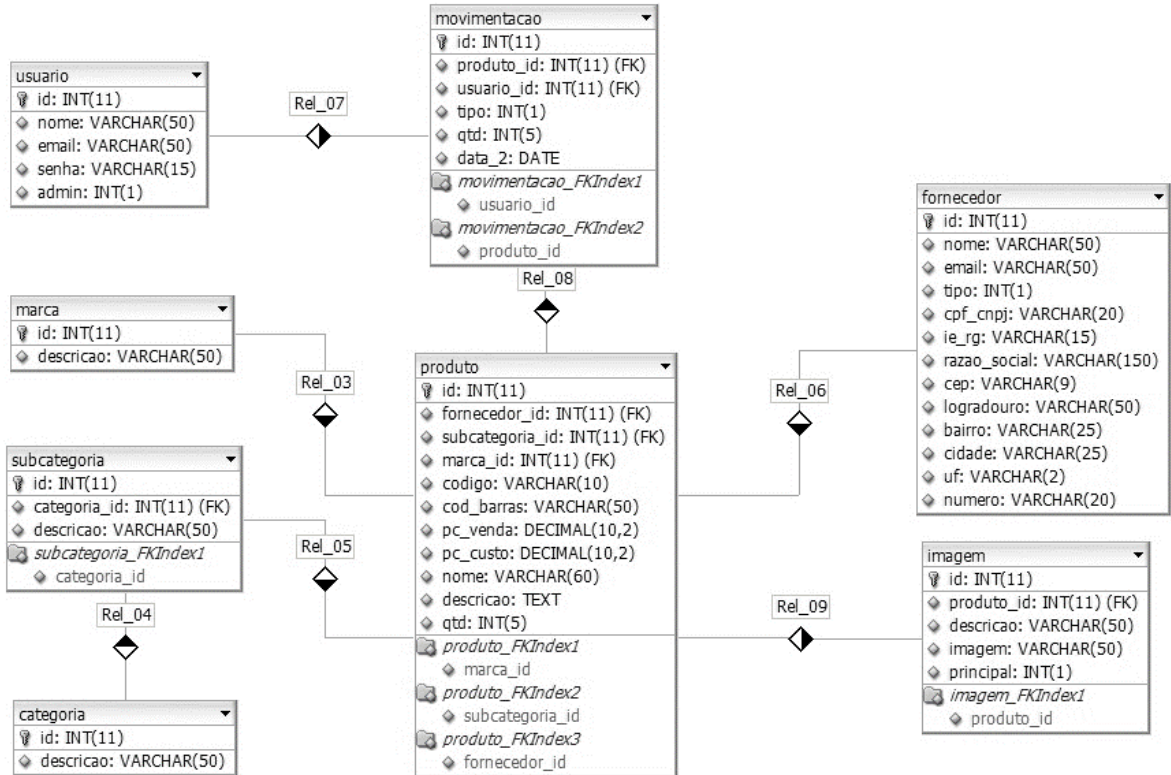 usuario
id: INT(11)
nome: VARCHAR(50)
email: VARCHAR(50)
senha: VARCHAR(15)
admin: INT(1)
Rel_07
movimentacao
id: INT(11)
produto_id: INT(11) (FK)
usuario_id: INT(11) (FK)
tipo: INT(1)
qtd: INT(5)
data_2: DATE
movimentacao_FKIndex1
usuario_id
movimentacao_FKIndex2
produto_id
Rel_08
marca
id: INT(11)
descricao: VARCHAR(50)
Rel_03
subcategoria
id: INT(11)
categoria_id: INT(11) (FK)
descricao: VARCHAR(50)
subcategoria_FKIndex1
categoria_id
Rel_05
Rel_04
categoria
id: INT(11)
descricao: VARCHAR(50)
produto
id: INT(11)
fornecedor_id: INT(11) (FK)
subcategoria_id: INT(11) (FK)
marca_id: INT(11) (FK)
codigo: VARCHAR(10)
cod_barras: VARCHAR(50)
pc_venda: DECIMAL(10,2)
pc_custo: DECIMAL(10,2)
nome: VARCHAR(60)
descricao: TEXT
qtd: INT(5)
produto_FKIndex1
marca_id
produto_FKIndex2
subcategoria_id
produto_FKIndex3
fornecedor_id
Rel_06
fornecedor
id: INT(11)
nome: VARCHAR(50)
email: VARCHAR(50)
tipo: INT(1)
cpf_cnpj: VARCHAR(20)
ie_rg: VARCHAR(15)
razao_social: VARCHAR(150)
cep: VARCHAR(9)
logradouro: VARCHAR(50)
bairro: VARCHAR(25)
cidade: VARCHAR(25)
uf: VARCHAR(2)
numero: VARCHAR(20)
Rel_09
imagem
id: INT(11)
produto_id: INT(11) (FK)
descricao: VARCHAR(50)
imagem: VARCHAR(50)
principal: INT(1)
imagem_FKIndex1
produto_id